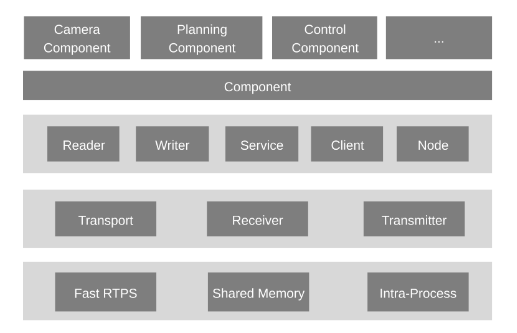 Camera
Component
Planning
Component
Control
Component
...
Component
Reader
Writer
Service
Client
Node
Transport
Receiver
Transmitter
Fast RTPS
Shared Memory
Intra-Process